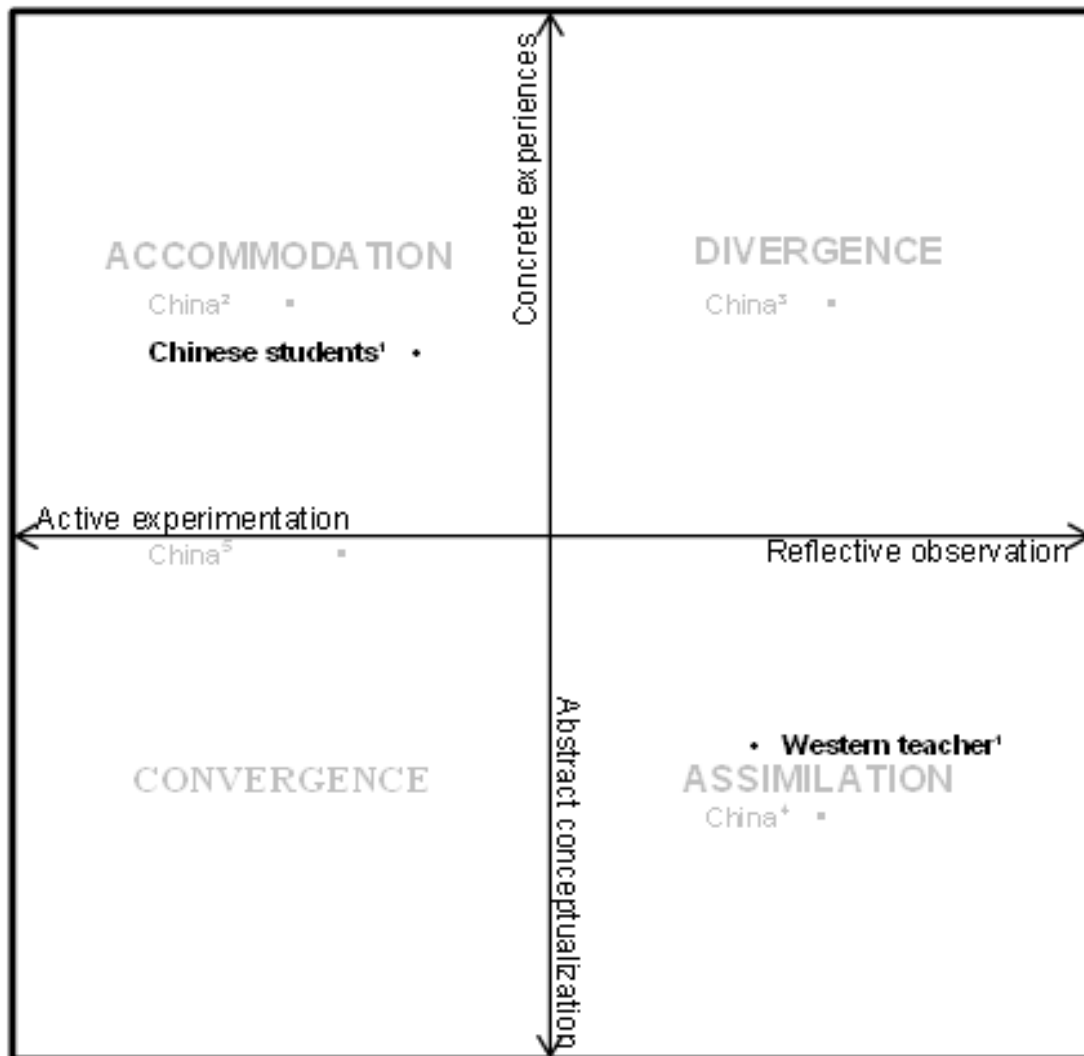 Concrete experiences
ACCOMMODATION
DIVERGENCE
China²
China³
Chinese students¹
Active experimentation
Reflective observation
China⁵
Abstract conceptualization
Western teacher¹
CONVERGENCE
ASSIMILATION
China⁴